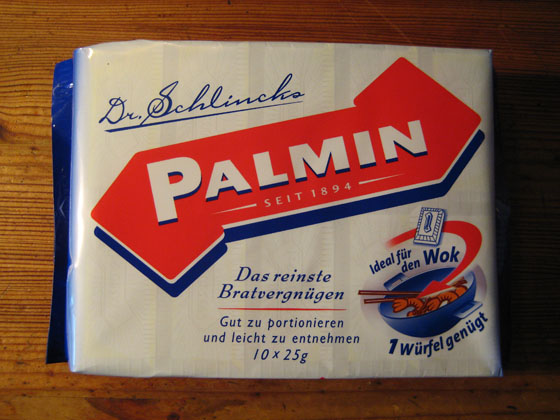 Dr. Schlincks
PALMIN
SEIT 1894
Das reinste
Bratvergnügen
Gut zu portionieren
und leicht zu entnehmen
10 x 25g
Ideal für
den Wok
1 Würfel genügt